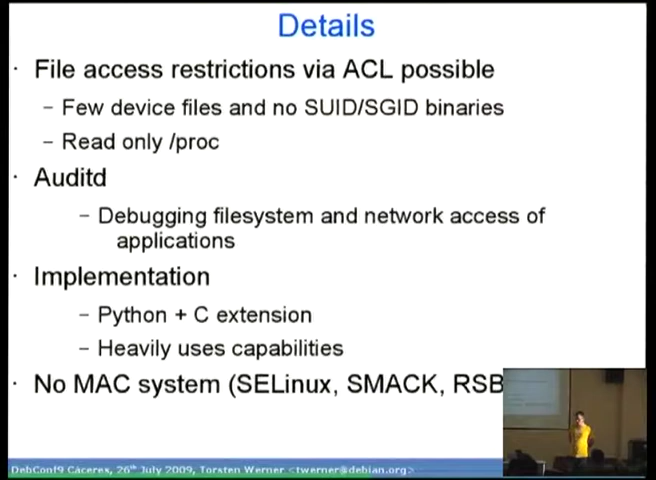 Details
· File access restrictions via ACL possible
– Few device files and no SUID/SGID binaries
– Read only /proc
· Auditd
– Debugging filesystem and network access of
applications
· Implementation
– Python + C extension
– Heavily uses capabilities
· No MAC system (SELinux, SMACK, RSB
DebConf9 Cáceres, 26th July 2009, Torsten Werner <twerner@debian.org>